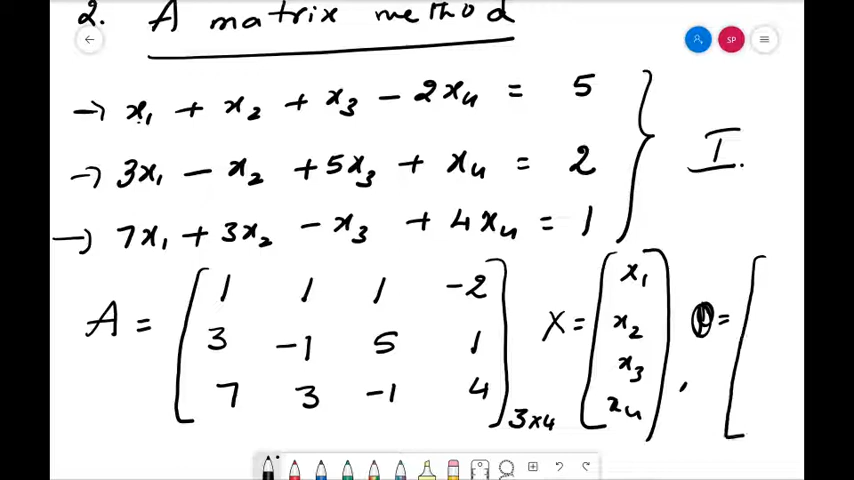 2. A matrix method
SP
→ x₁ + x₂ + x₃ - 2x₄ = 5
→ 3x₁ - x₂ + 5x₃ + x₄ = 2
I.
→ 7x₁ + 3x₂ - x₃ + 4x₄ = 1
A = [ 1 1 1 -2
3 -1 5 1
7 3 -1 4 ] 3x4
X = [ x₁
x₂
x₃
x₄ ] ,
= [